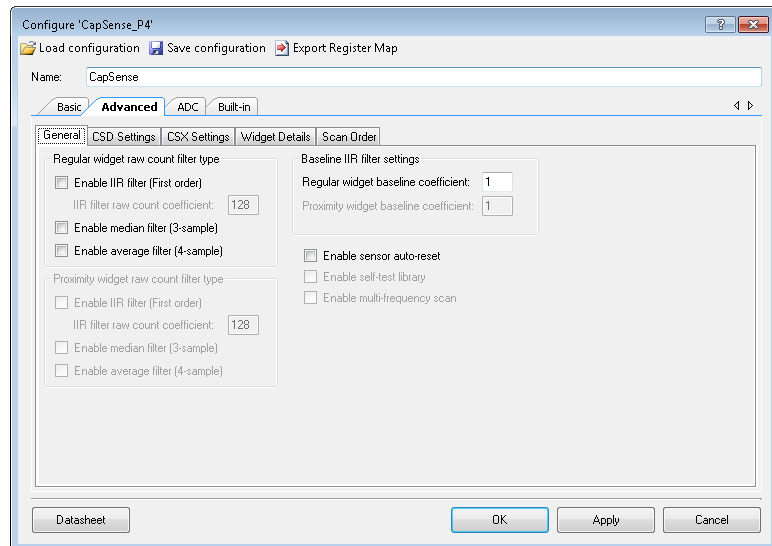 Configure 'CapSense_P4'
Load configuration Save configuration Export Register Map
Name: CapSense
Basic Advanced ADC Built-in
General CSD Settings CSX Settings Widget Details Scan Order
Regular widget raw count filter type
Enable IIR filter (First order)
IIR filter raw count coefficient: 128
Enable median filter (3-sample)
Enable average filter (4-sample)
Proximity widget raw count filter type
Enable IIR filter (First order)
IIR filter raw count coefficient: 128
Enable median filter (3-sample)
Enable average filter (4-sample)
Baseline IIR filter settings
Regular widget baseline coefficient: 1
Proximity widget baseline coefficient: 1
Enable sensor auto-reset
Enable self-test library
Enable multi-frequency scan
Datasheet OK Apply Cancel